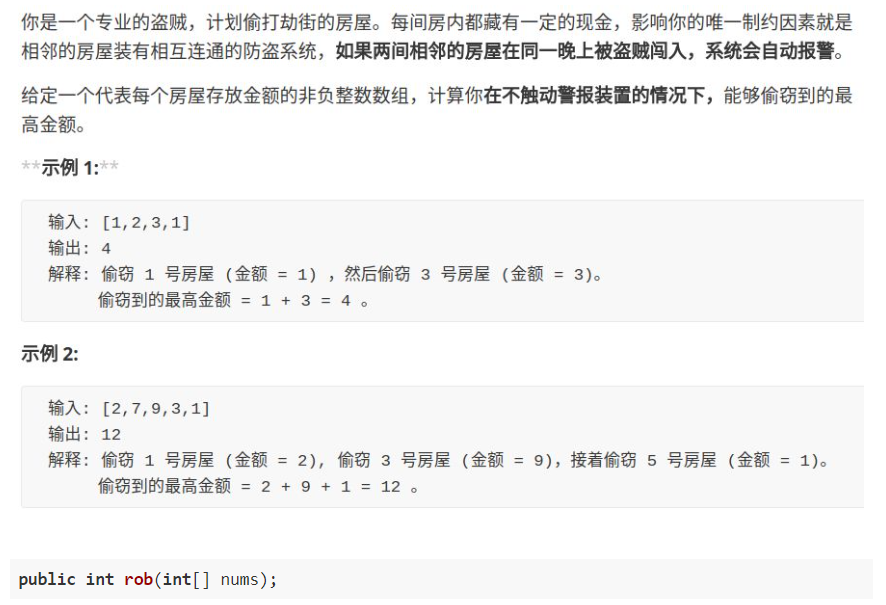 你是一个专业的盗贼，计划偷打劫街的房屋。每间房内都藏有一定的现金，影响你的唯一制约因素就是
相邻的房屋装有相互连通的防盗系统，如果两间相邻的房屋在同一晚上被盗贼闯入，系统会自动报警。
给定一个代表每个房屋存放金额的非负整数数组，计算你在不触动警报装置的情况下，能够偷窃到的最
高金额。
**示例 1:**
输入: [1,2,3,1]
输出: 4
解释: 偷窃 1 号房屋 (金额 = 1) ，然后偷窃 3 号房屋 (金额 = 3)。
偷窃到的最高金额 = 1 + 3 = 4 。
示例 2:
输入: [2,7,9,3,1]
输出: 12
解释: 偷窃 1 号房屋 (金额 = 2), 偷窃 3 号房屋 (金额 = 9)，接着偷窃 5 号房屋 (金额 = 1)。
偷窃到的最高金额 = 2 + 9 + 1 = 12 。
public int rob(int[] nums);